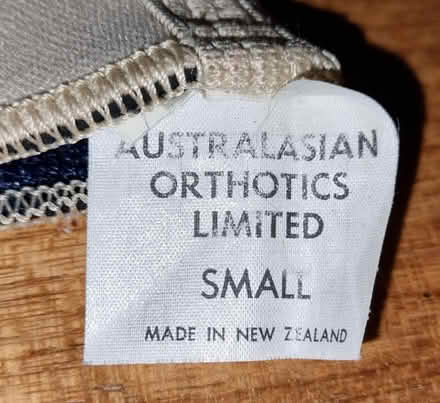 AUSTRALASIAN
ORTHOTICS
LIMITED
SMALL
MADE IN NEW ZEALAND